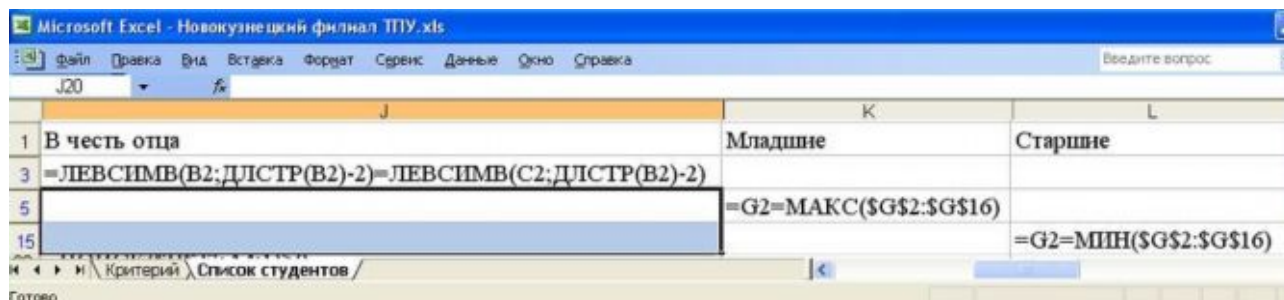 Microsoft Excel - Новокузнецкий филиал ТПУ.xls
Файл Правка Вид Вставка Формат Сервис Данные Окно Справка Введите вопрос
J20 fx
J K L
1 В честь отца Младшие Старшие
3 =ЛЕВСИМВ(B2;ДЛСТР(B2)-2)=ЛЕВСИМВ(C2;ДЛСТР(B2)-2)
5 =G2=МАКС($G$2:$G$16)
15 =G2=МИН($G$2:$G$16)
Критерий Список студентов
Готово